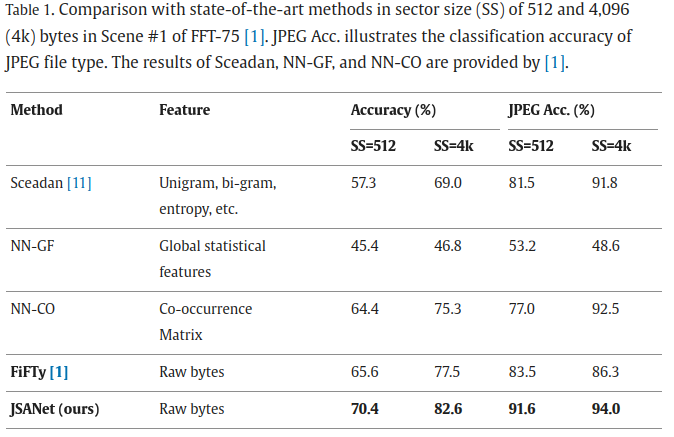 Table 1. Comparison with state-of-the-art methods in sector size (SS) of 512 and 4,096
(4k) bytes in Scene #1 of FFT-75 [1]. JPEG Acc. illustrates the classification accuracy of
JPEG file type. The results of Sceadan, NN-GF, and NN-CO are provided by [1].
Method Feature Accuracy (%) JPEG Acc. (%)
SS=512 SS=4k SS=512 SS=4k
Sceadan [11] Unigram, bi-gram, 57.3 69.0 81.5 91.8
entropy, etc.
NN-GF Global statistical 45.4 46.8 53.2 48.6
features
NN-CO Co-occurrence 64.4 75.3 77.0 92.5
Matrix
FiFTy [1] Raw bytes 65.6 77.5 83.5 86.3
JSANet (ours) Raw bytes 70.4 82.6 91.6 94.0